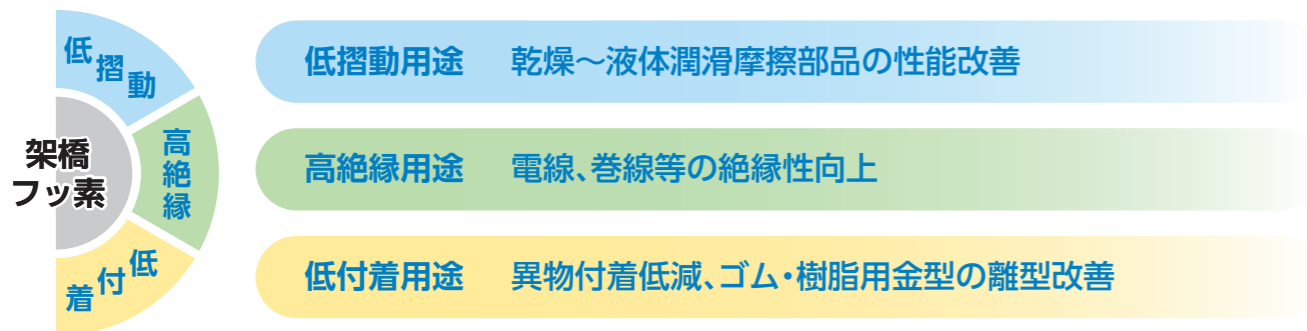 低摺動
低摺動用途 乾燥～液体潤滑摩擦部品の性能改善
架橋
フッ素
高絶縁
高絶縁用途 電線、巻線等の絶縁性向上
低付着
低付着用途 異物付着低減、ゴム・樹脂用金型の離型改善